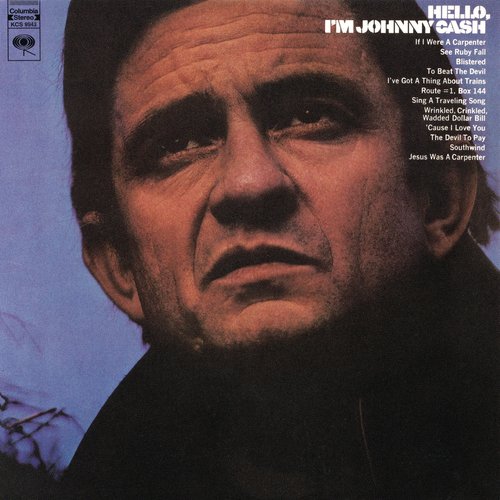 Columbia
Stereo
KCS 9943
HELLO,
I'M JOHNNY CASH
If I Were A Carpenter
See Ruby Fall
Blistered
To Beat The Devil
I've Got A Thing About Trains
Route #1, Box 144
Sing A Traveling Song
Wrinkled, Crinkled,
Wadded Dollar Bill
'Cause I Love You
The Devil To Pay
Southwind
Jesus Was A Carpenter